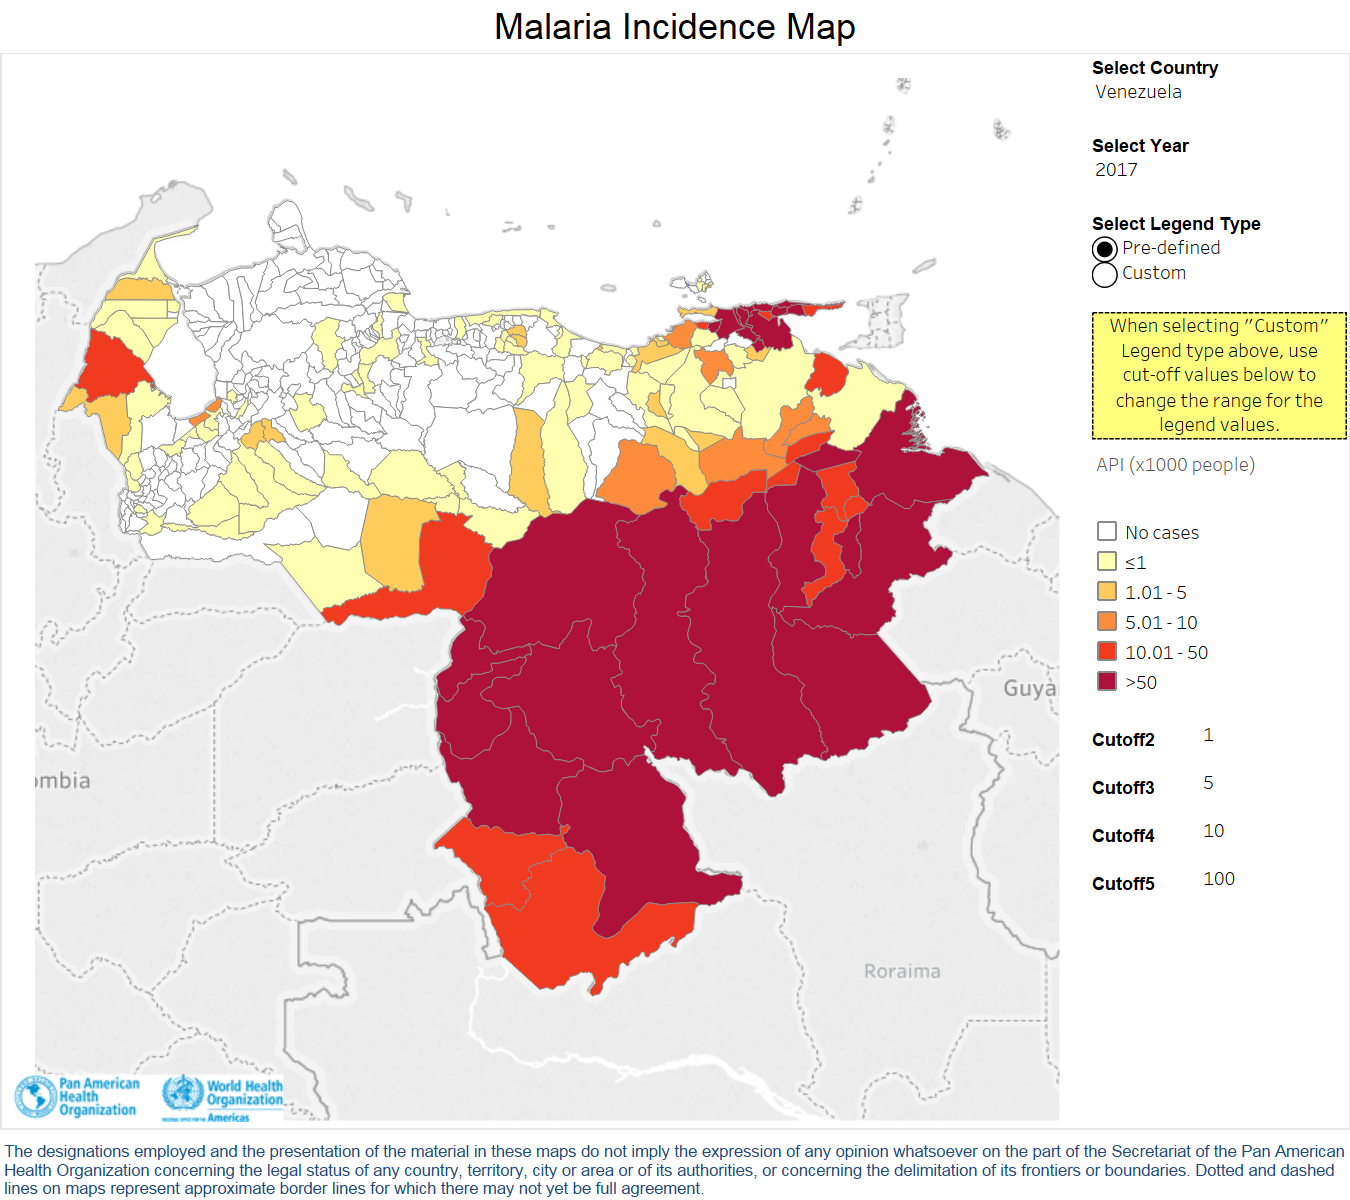 Malaria Incidence Map
Select Country
Venezuela
Select Year
2017
Select Legend Type
Pre-defined
Custom
When selecting "Custom"
Legend type above, use
cut-off values below to
change the range for the
legend values.
API (x1000 people)
No cases
≤1
1.01 - 5
5.01 - 10
10.01 - 50
>50
Cutoff2 1
Cutoff3 5
Cutoff4 10
Cutoff5 100
Guya
ombia
Roraima
Pan American
Health
Organization
World Health
Organization
REGIONAL OFFICE FOR THE Americas
The designations employed and the presentation of the material in these maps do not imply the expression of any opinion whatsoever on the part of the Secretariat of the Pan American
Health Organization concerning the legal status of any country, territory, city or area or of its authorities, or concerning the delimitation of its frontiers or boundaries. Dotted and dashed
lines on maps represent approximate border lines for which there may not yet be full agreement.